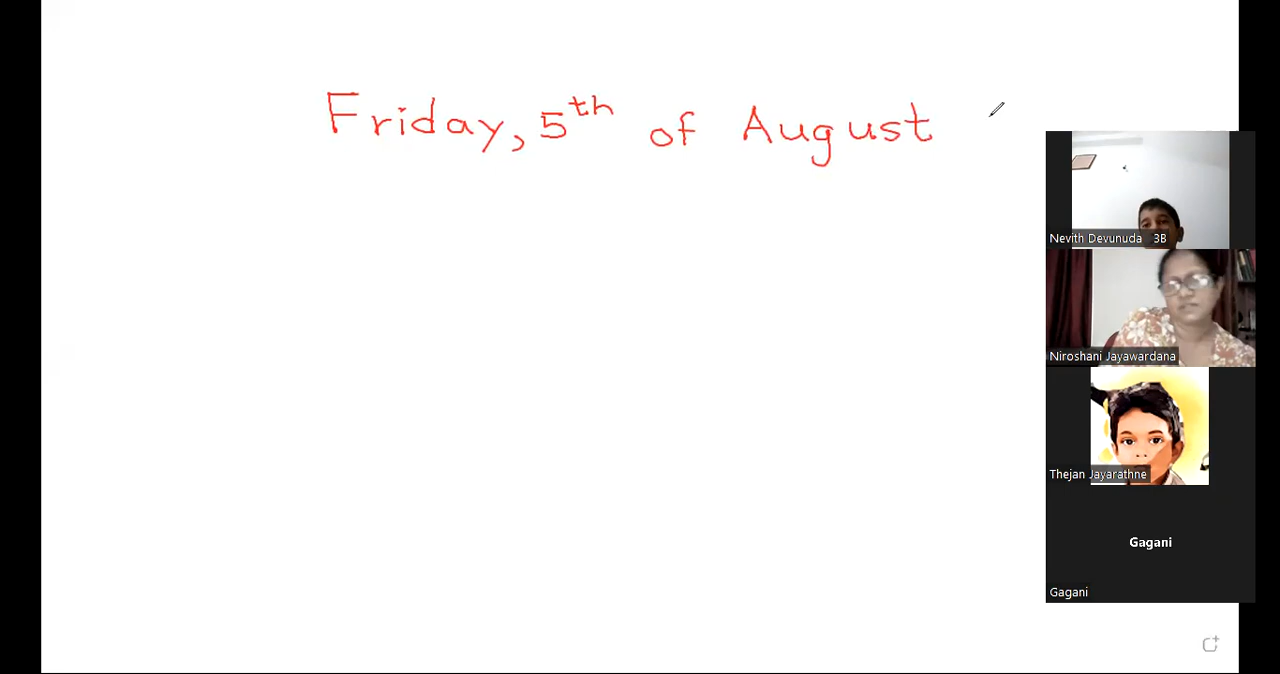 Friday, 5th of August
Nevith Devunuda 3B
Niroshani Jayawardana
Thejan Jayarathne
Gagani
Gagani